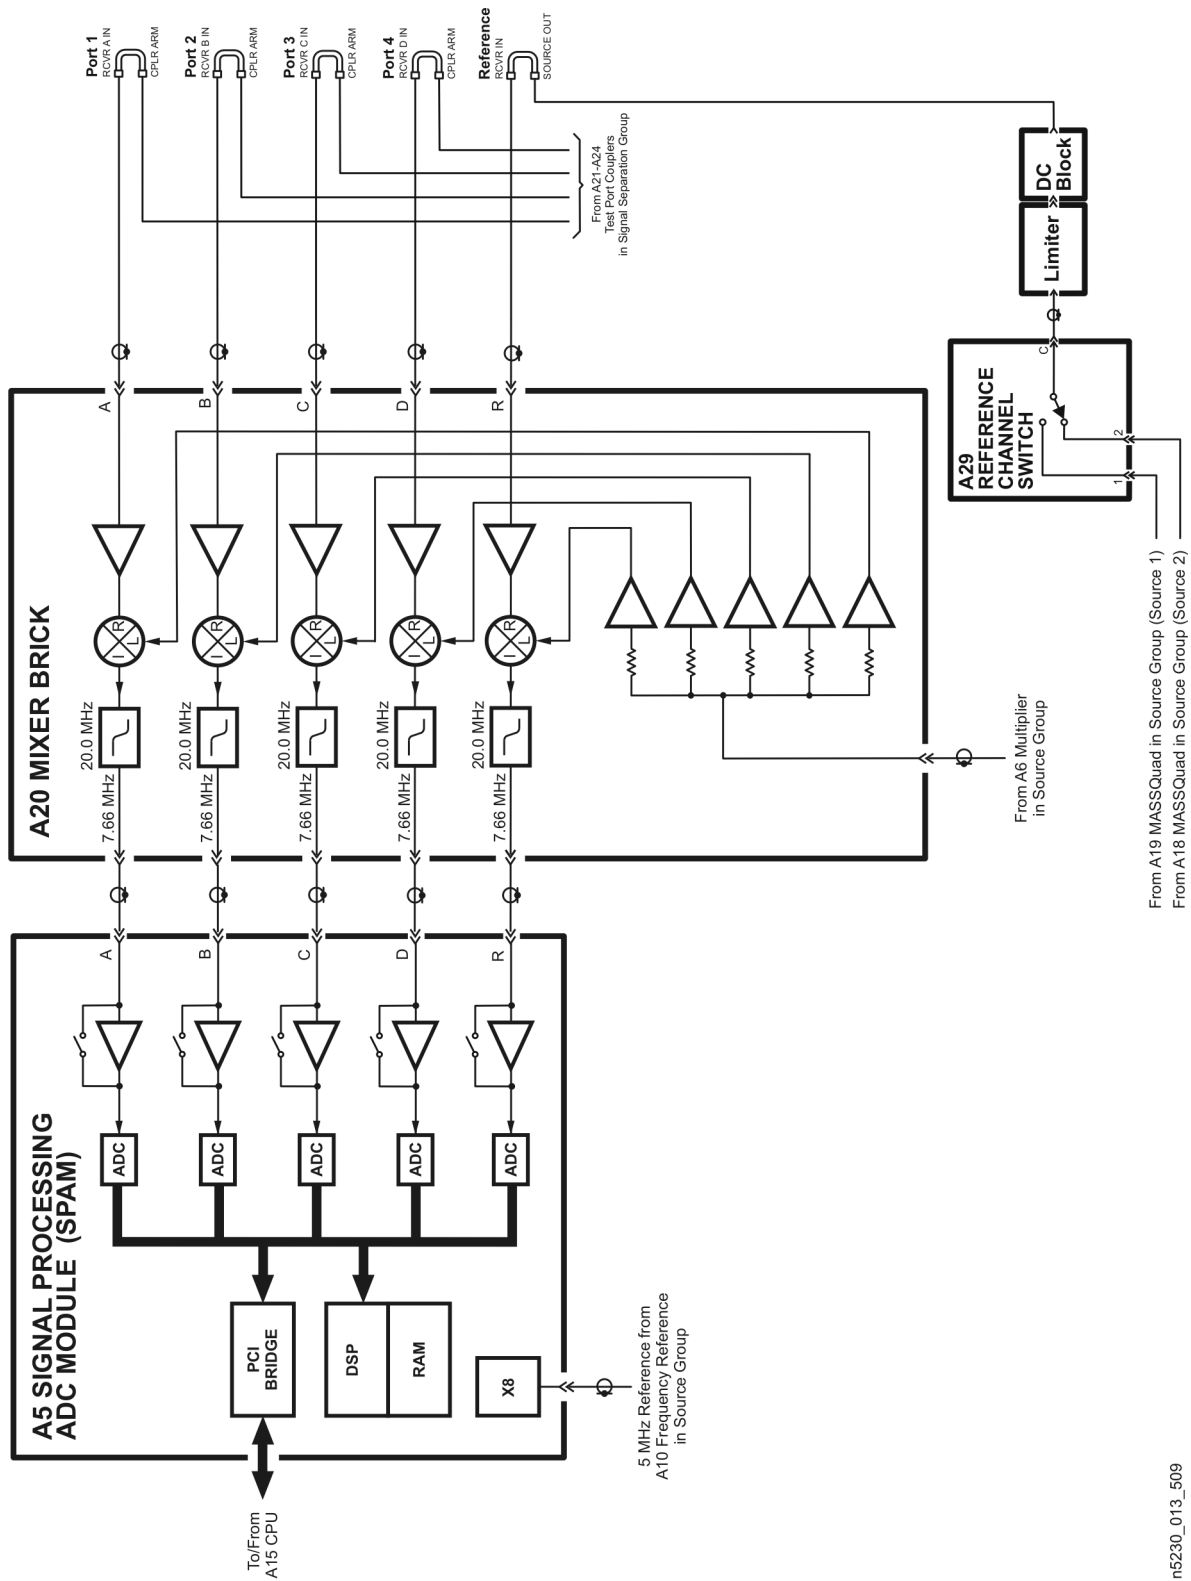 Port 1
RCVR A IN
CPLR ARM
Port 2
RCVR B IN
CPLR ARM
Port 3
RCVR C IN
CPLR ARM
Port 4
RCVR D IN
CPLR ARM
Reference
RCVR IN
SOURCE OUT
From A21-A24
Test Port Couplers
in Signal Separation Group
DC
Block
Limiter
A29
REFERENCE
CHANNEL
SWITCH
C
1
2
From A19 MASSQuad in Source Group (Source 1)
From A18 MASSQuad in Source Group (Source 2)
A20 MIXER BRICK
A
B
C
D
R
R
L
I
R
L
I
R
L
I
R
L
I
R
L
I
20.0 MHz
20.0 MHz
20.0 MHz
20.0 MHz
20.0 MHz
7.66 MHz
7.66 MHz
7.66 MHz
7.66 MHz
7.66 MHz
From A6 Multiplier
in Source Group
A5 SIGNAL PROCESSING
ADC MODULE (SPAM)
A
B
C
D
R
ADC
ADC
ADC
ADC
ADC
PCI
BRIDGE
DSP
RAM
X8
5 MHz Reference from
A10 Frequency Reference
in Source Group
To/From
A15 CPU
n5230_013_509